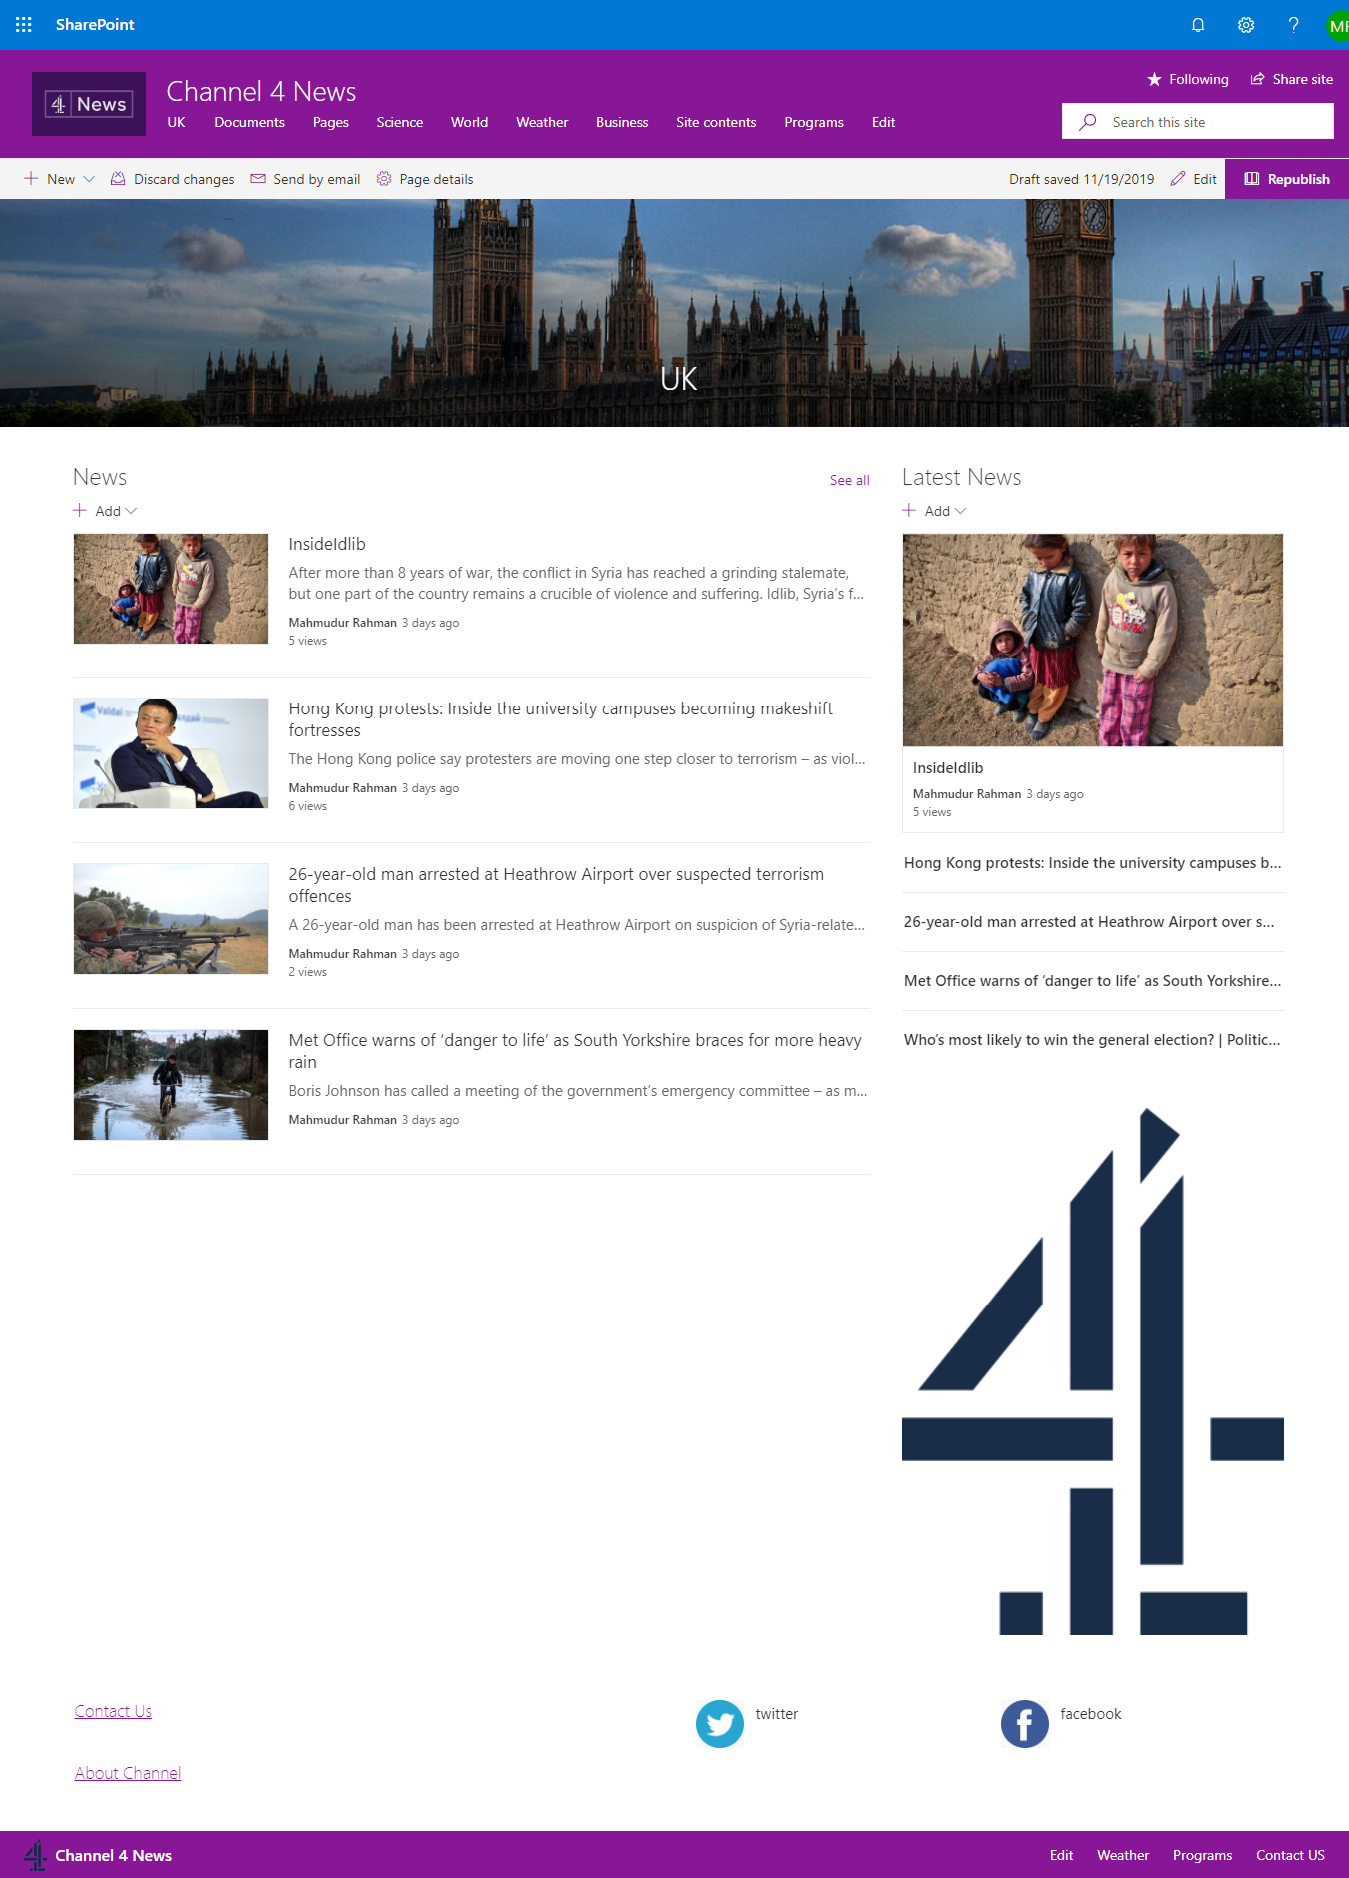 SharePoint
MR
4 News
Channel 4 News
Following
Share site
UK
Documents
Pages
Science
World
Weather
Business
Site contents
Programs
Edit
Search this site
New
Discard changes
Send by email
Page details
Draft saved 11/19/2019
Edit
Republish
UK
News
See all
Add
InsideIdlib
After more than 8 years of war, the conflict in Syria has reached a grinding stalemate,
but one part of the country remains a crucible of violence and suffering. Idlib, Syria's f...
Mahmudur Rahman 3 days ago
5 views
Valdai
Hong Kong protests: Inside the university campuses becoming makeshift
fortresses
The Hong Kong police say protesters are moving one step closer to terrorism – as viol...
Mahmudur Rahman 3 days ago
6 views
26-year-old man arrested at Heathrow Airport over suspected terrorism
offences
A 26-year-old man has been arrested at Heathrow Airport on suspicion of Syria-relate...
Mahmudur Rahman 3 days ago
2 views
Met Office warns of ‘danger to life’ as South Yorkshire braces for more heavy
rain
Boris Johnson has called a meeting of the government’s emergency committee – as m...
Mahmudur Rahman 3 days ago
Latest News
Add
InsideIdlib
Mahmudur Rahman 3 days ago
5 views
Hong Kong protests: Inside the university campuses b...
26-year-old man arrested at Heathrow Airport over s...
Met Office warns of ‘danger to life’ as South Yorkshire...
Who’s most likely to win the general election? | Politic...
4
Contact Us
About Channel
twitter
facebook
4
Channel 4 News
Edit
Weather
Programs
Contact US